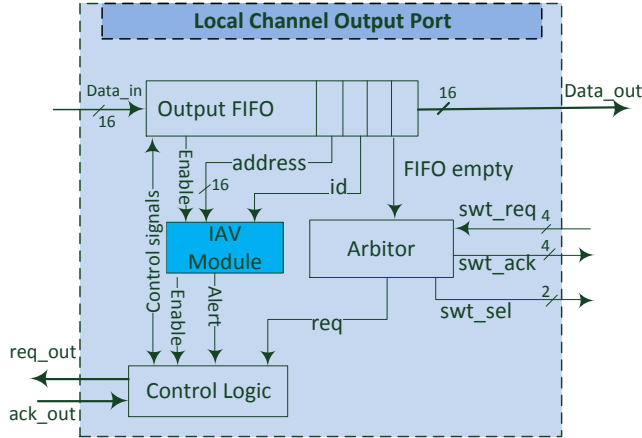 Local Channel Output Port
Data_in
16
Output FIFO
16
Data_out
Control signals
Enable
address
16
id
FIFO empty
IAV
Module
Arbitor
swt_req
4
swt_ack
4
swt_sel
2
Enable
Alert
req
req_out
ack_out
Control Logic